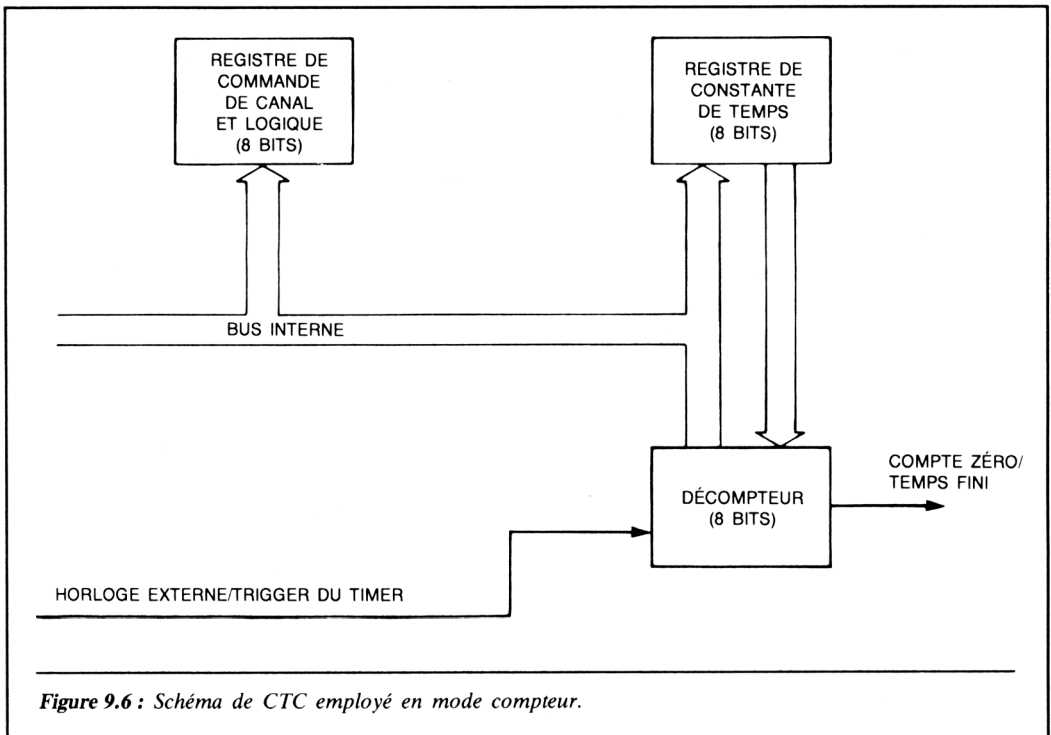 REGISTRE DE
COMMANDE
DE CANAL
ET LOGIQUE
(8 BITS)
REGISTRE DE
CONSTANTE
DE TEMPS
(8 BITS)
BUS INTERNE
DÉCOMPTEUR
(8 BITS)
COMPTE ZÉRO/
TEMPS FINI
HORLOGE EXTERNE/TRIGGER DU TIMER
Figure 9.6 : Schéma de CTC employé en mode compteur.